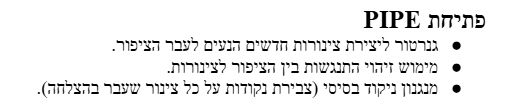 פתיחת PIPE
● גנרטור ליצירת צינורות חדשים הנעים לעבר הציפור.
● מימוש זיהוי התנגשות בין הציפור לצינורות.
● מנגנון ניקוד בסיסי (צבירת נקודות על כל צינור שעבר בהצלחה).